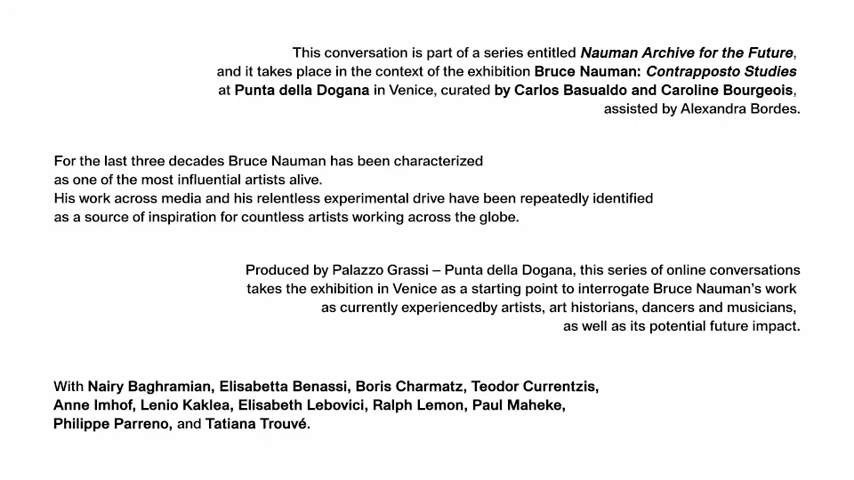 This conversation is part of a series entitled Nauman Archive for the Future,
and it takes place in the context of the exhibition Bruce Nauman: Contrapposto Studies
at Punta della Dogana in Venice, curated by Carlos Basualdo and Caroline Bourgeois,
assisted by Alexandra Bordes.
For the last three decades Bruce Nauman has been characterized
as one of the most influential artists alive.
His work across media and his relentless experimental drive have been repeatedly identified
as a source of inspiration for countless artists working across the globe.
Produced by Palazzo Grassi – Punta della Dogana, this series of online conversations
takes the exhibition in Venice as a starting point to interrogate Bruce Nauman's work
as currently experiencedby artists, art historians, dancers and musicians,
as well as its potential future impact.
With Nairy Baghramian, Elisabetta Benassi, Boris Charmatz, Teodor Currentzis,
Anne Imhof, Lenio Kaklea, Elisabeth Lebovici, Ralph Lemon, Paul Maheke,
Philippe Parreno, and Tatiana Trouvé.